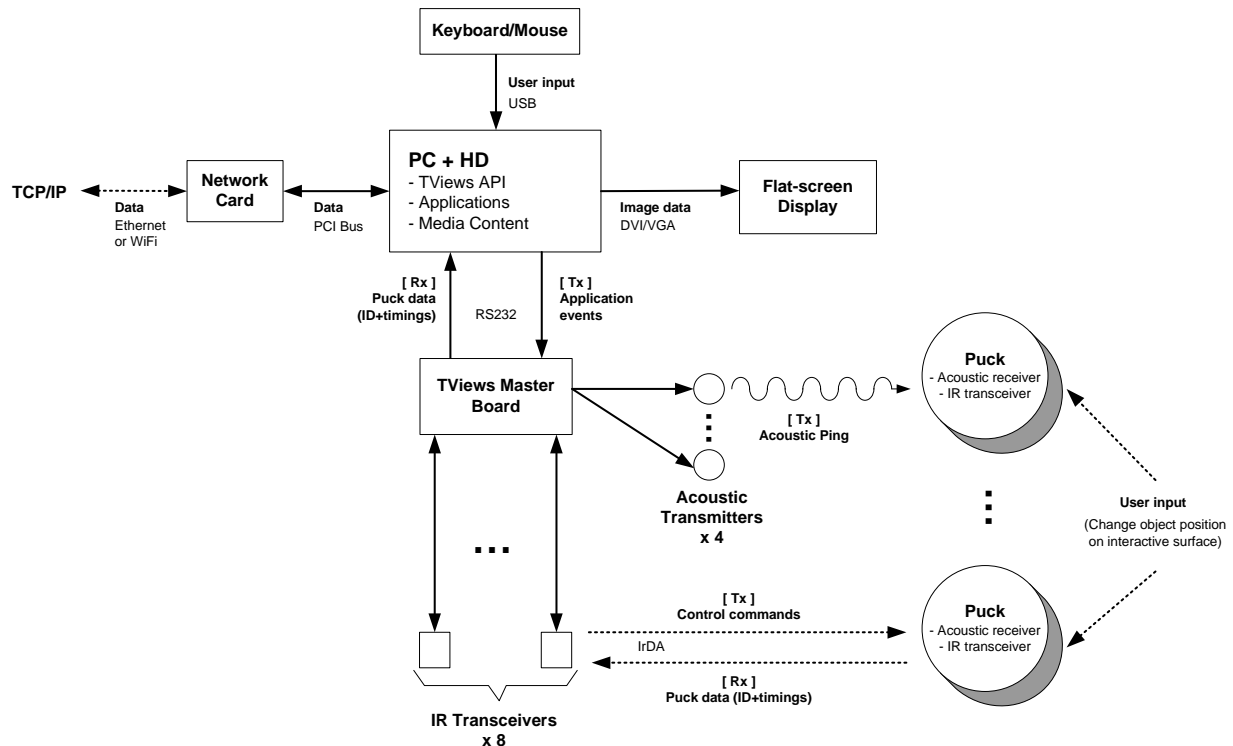 Keyboard/Mouse
User input
USB
PC + HD
- TViews API
- Applications
- Media Content
TCP/IP
Data
Ethernet
or WiFi
Network
Card
Data
PCI Bus
Image data
DVI/VGA
Flat-screen
Display
[ Rx ]
Puck data
(ID+timings)
RS232
[ Tx ]
Application
events
TViews Master
Board
[ Tx ]
Acoustic Ping
Puck
- Acoustic receiver
- IR transceiver
Acoustic
Transmitters
x 4
User input
(Change object position
on interactive surface)
[ Tx ]
Control commands
IrDA
[ Rx ]
Puck data (ID+timings)
Puck
- Acoustic receiver
- IR transceiver
IR Transceivers
x 8